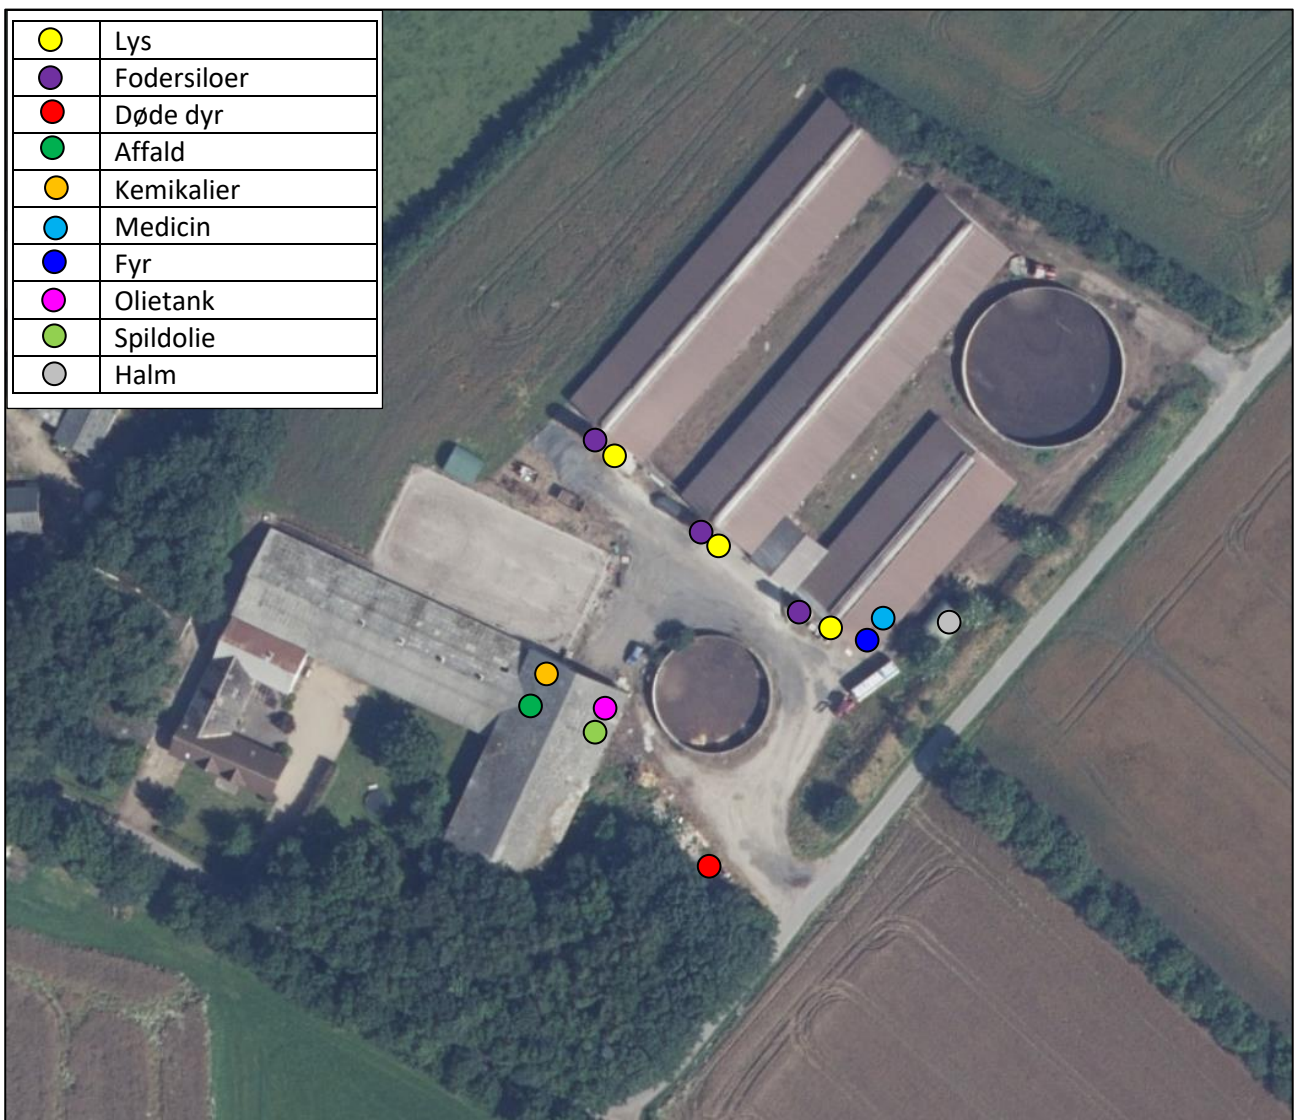 Lys
Fodersiloer
Døde dyr
Affald
Kemikalier
Medicin
Fyr
Olietank
Spildolie
Halm